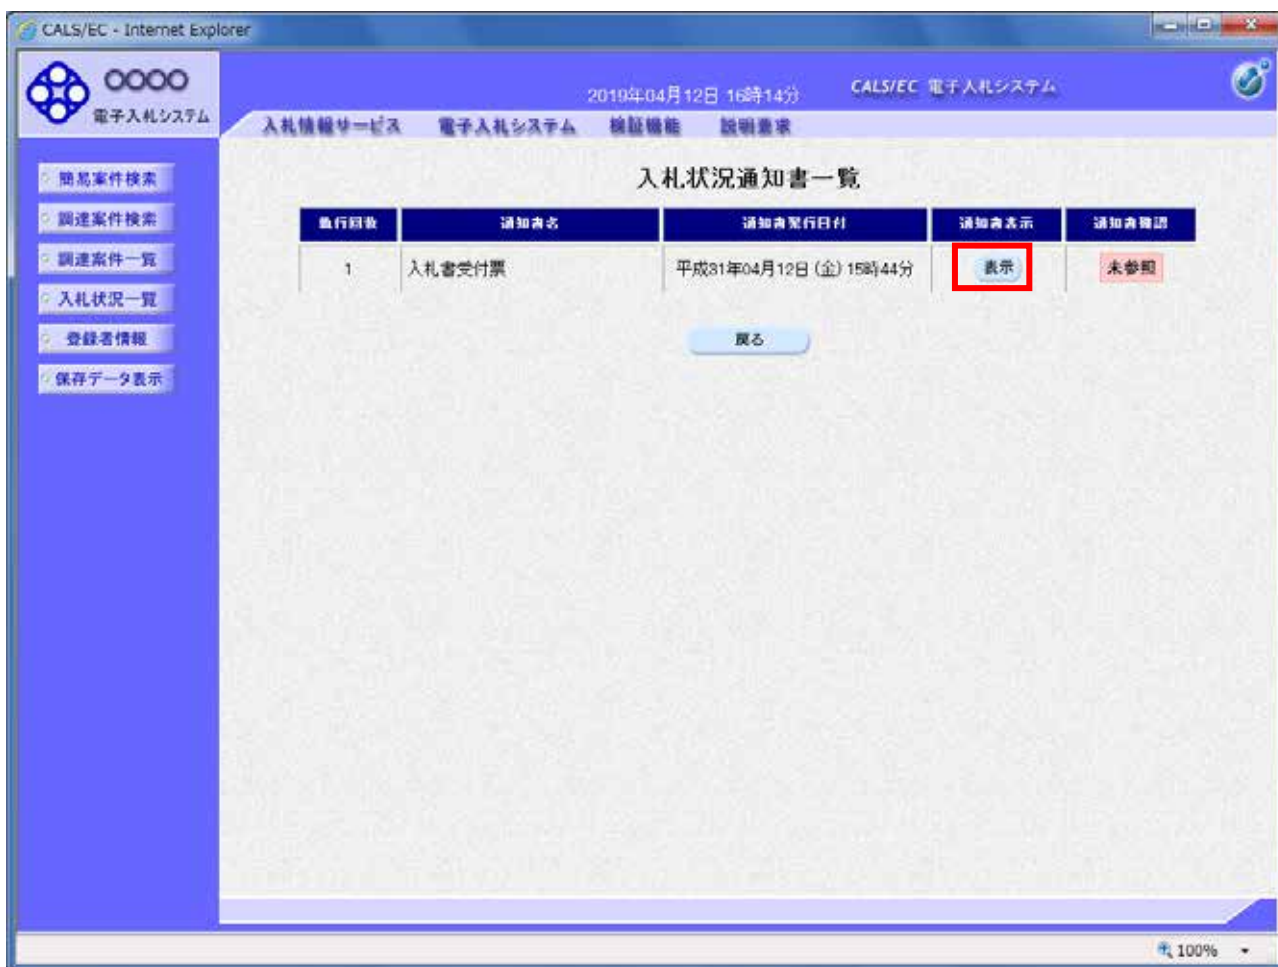 CALS/EC - Internet Explorer
〇〇〇〇
電子入札システム
2019年04月12日 16時14分
CALS/EC 電子入札システム
入札情報サービス 電子入札システム 検証機能 説明要求
簡易案件検索
調達案件検索
調達案件一覧
入札状況一覧
登録者情報
保存データ表示
入札状況通知書一覧
執行回数 通知書名 通知書発行日付 通知書表示 通知書確認
1 入札書受付票 平成31年04月12日(金)15時44分 表示 未参照
戻る
100%